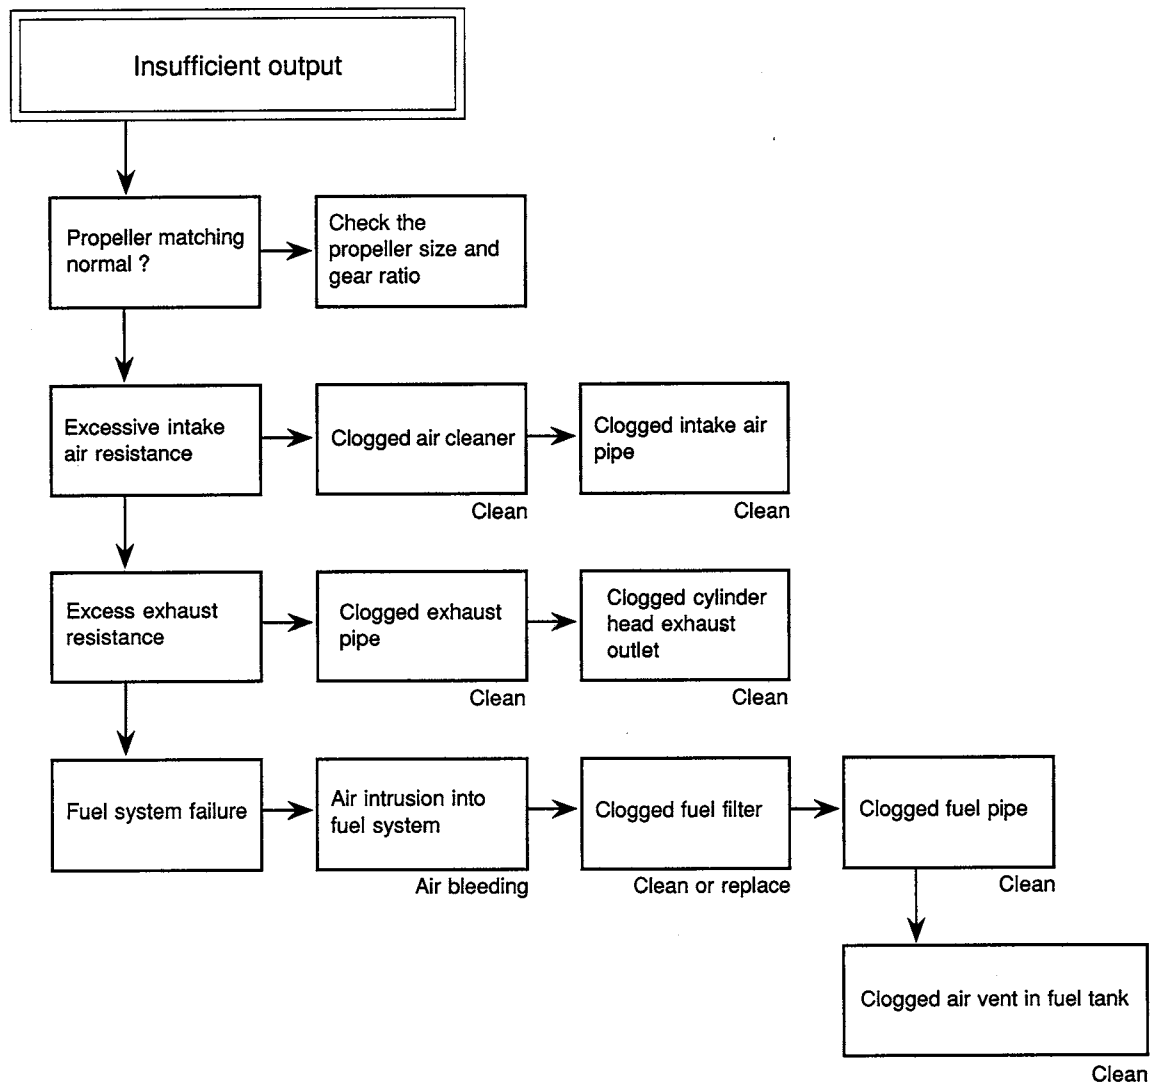 Insufficient output
Propeller matching
normal ?
Check the
propeller size and
gear ratio
Excessive intake
air resistance
Clogged air cleaner
Clean
Clogged intake air
pipe
Clean
Excess exhaust
resistance
Clogged exhaust
pipe
Clean
Clogged cylinder
head exhaust
outlet
Clean
Fuel system failure
Air intrusion into
fuel system
Air bleeding
Clogged fuel filter
Clean or replace
Clogged fuel pipe
Clean
Clogged air vent in fuel tank
Clean